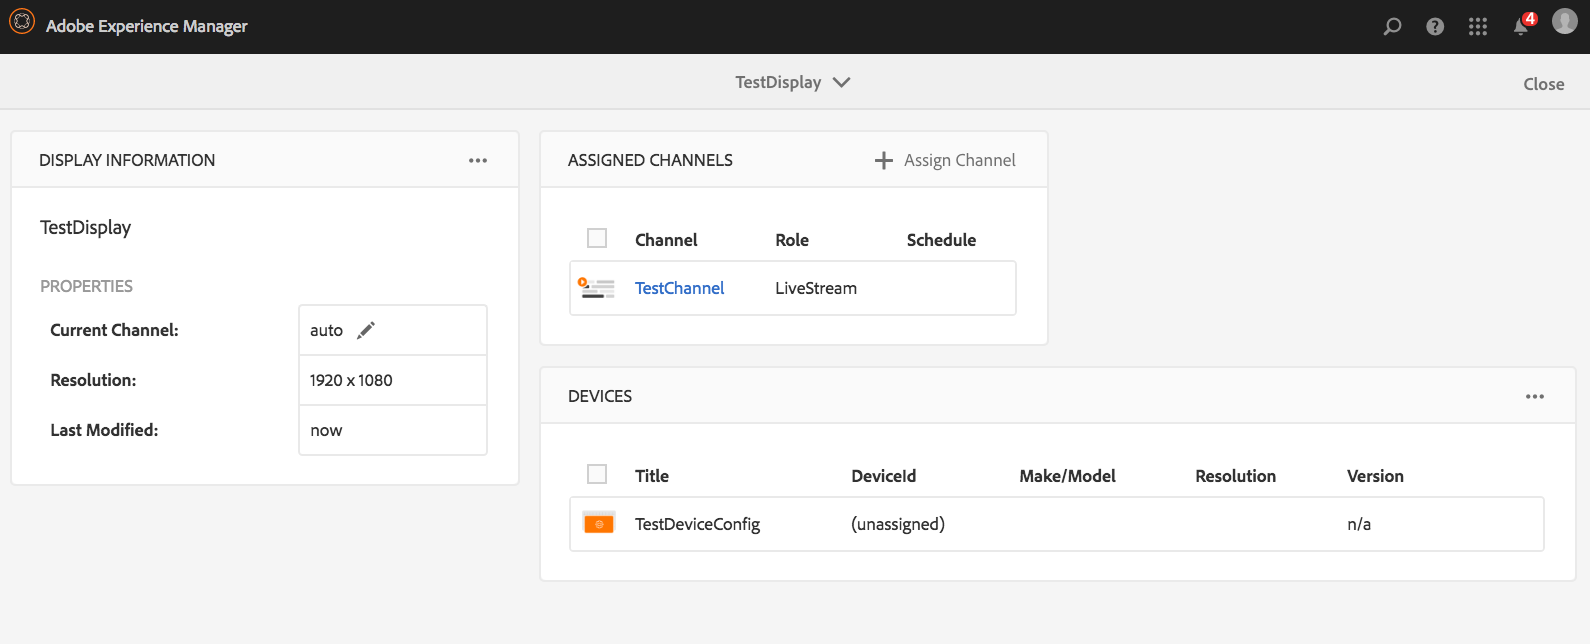 Adobe Experience Manager
4
TestDisplay
Close
DISPLAY INFORMATION
TestDisplay
PROPERTIES
Current Channel: auto
Resolution: 1920 x 1080
Last Modified: now
ASSIGNED CHANNELS
Assign Channel
Channel Role Schedule
TestChannel LiveStream
DEVICES
Title DeviceId Make/Model Resolution Version
TestDeviceConfig (unassigned) n/a